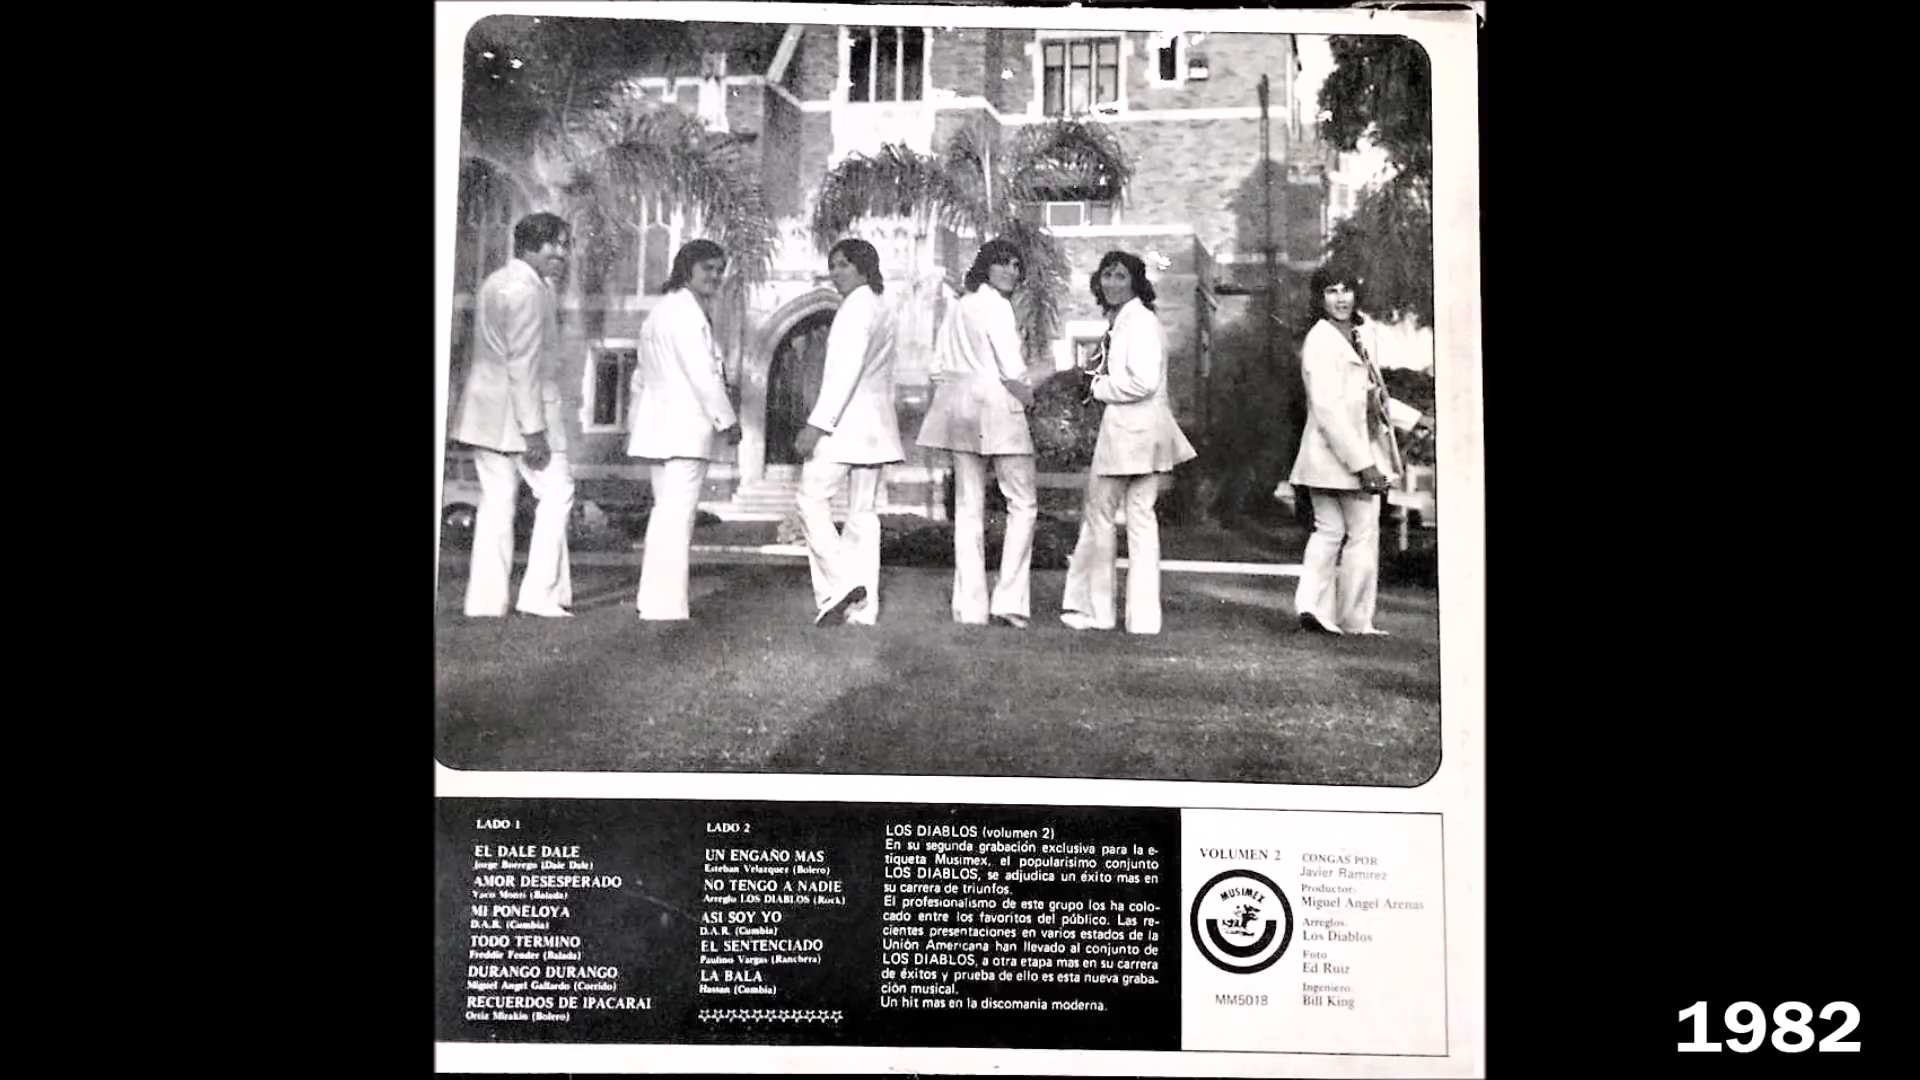 LADO 1
EL DALE DALE
Jorge Borrego (Dale Dale)
AMOR DESESPERADO
Yaco Monti (Balada)
MI PONELOYA
D.A.R. (Cumbia)
TODO TERMINO
Freddie Fender (Balada)
DURANGO DURANGO
Miguel Angel Gallardo (Corrido)
RECUERDOS DE IPACARAI
Ortiz Mirakin (Bolero)
LADO 2
UN ENGAÑO MAS
Esteban Velazquez (Bolero)
NO TENGO A NADIE
Arreglo LOS DIABLOS (Rock)
ASI SOY YO
D.A.R. (Cumbia)
EL SENTENCIADO
Paulino Vargas (Ranchera)
LA BALA
Hassan (Cumbia)
LOS DIABLOS (volumen 2)
En su segunda grabación exclusiva para la e-
tiqueta Musimex, el popularisimo conjunto
LOS DIABLOS, se adjudica un éxito mas en
su carrera de triunfos.
El profesionalismo de este grupo los ha colo-
cado entre los favoritos del público. Las re-
cientes presentaciones en varios estados de la
Unión Americana han llevado al conjunto de
LOS DIABLOS, a otra etapa mas en su carrera
de éxitos y prueba de ello es esta nueva graba-
ción musical.
Un hit mas en la discomania moderna.
VOLUMEN 2
MUSIMEX
MM5018
CONGAS POR
Javier Ramirez
Productor:
Miguel Angel Arenas
Arreglos:
Los Diablos
Foto
Ed Ruiz
Ingeniero:
Bill King
1982